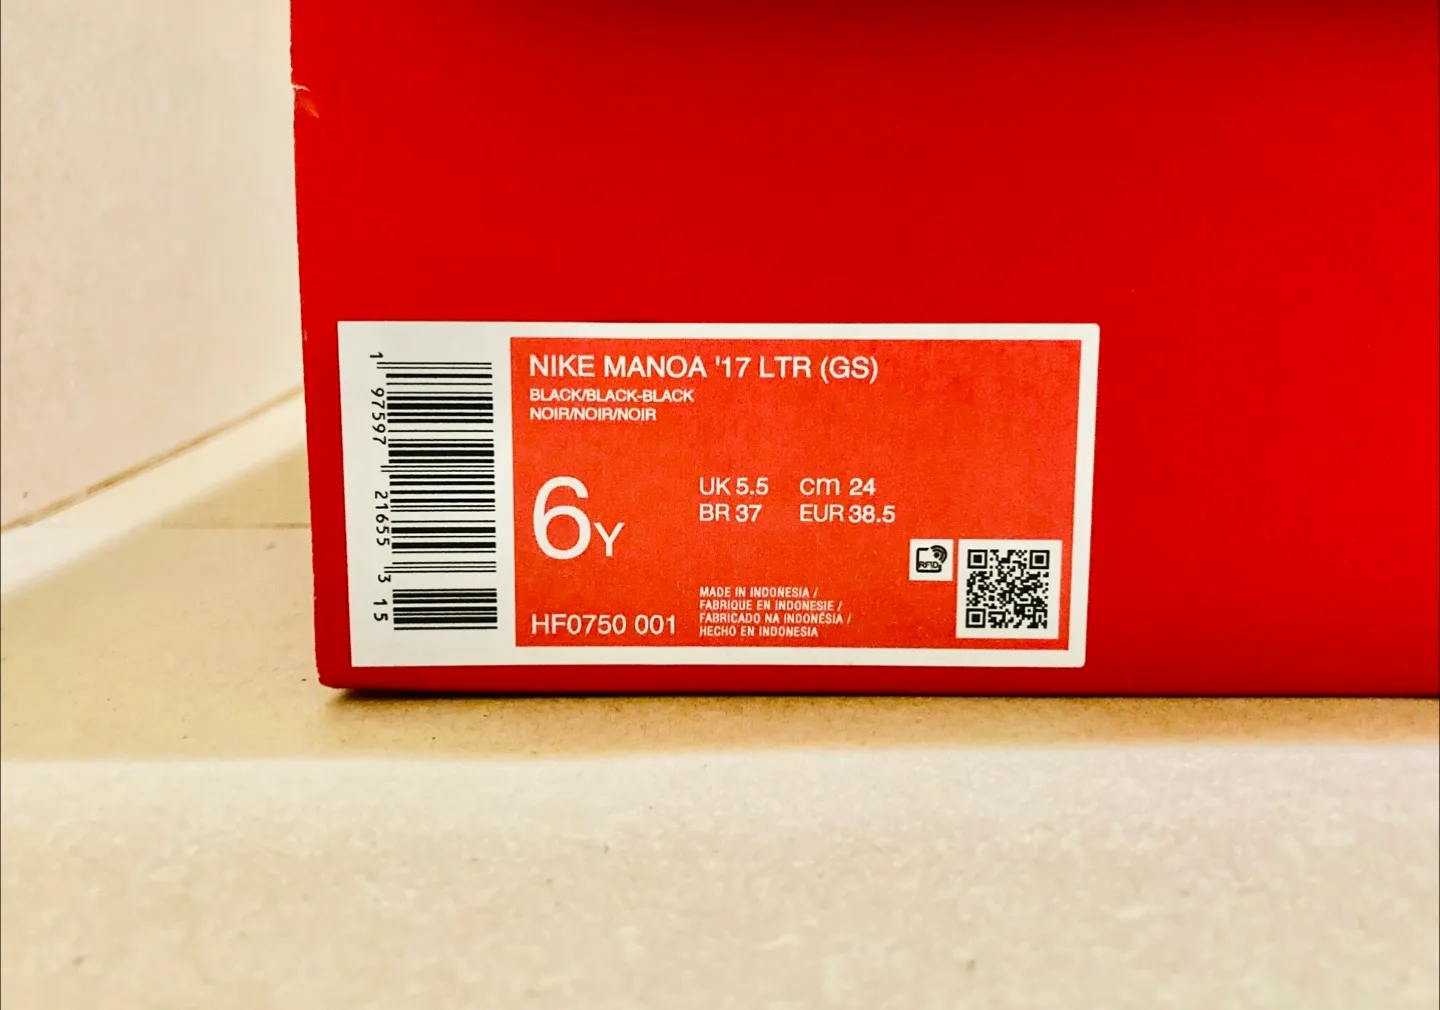 1 97597 21655 3 15
NIKE MANOA '17 LTR (GS)
BLACK/BLACK-BLACK
NOIR/NOIR/NOIR
6Y
UK 5.5 cm 24
BR 37 EUR 38.5
RFID
HF0750 001
MADE IN INDONESIA /
FABRIQUE EN INDONESIE /
FABRICADO NA INDONÉSIA /
HECHO EN INDONESIA